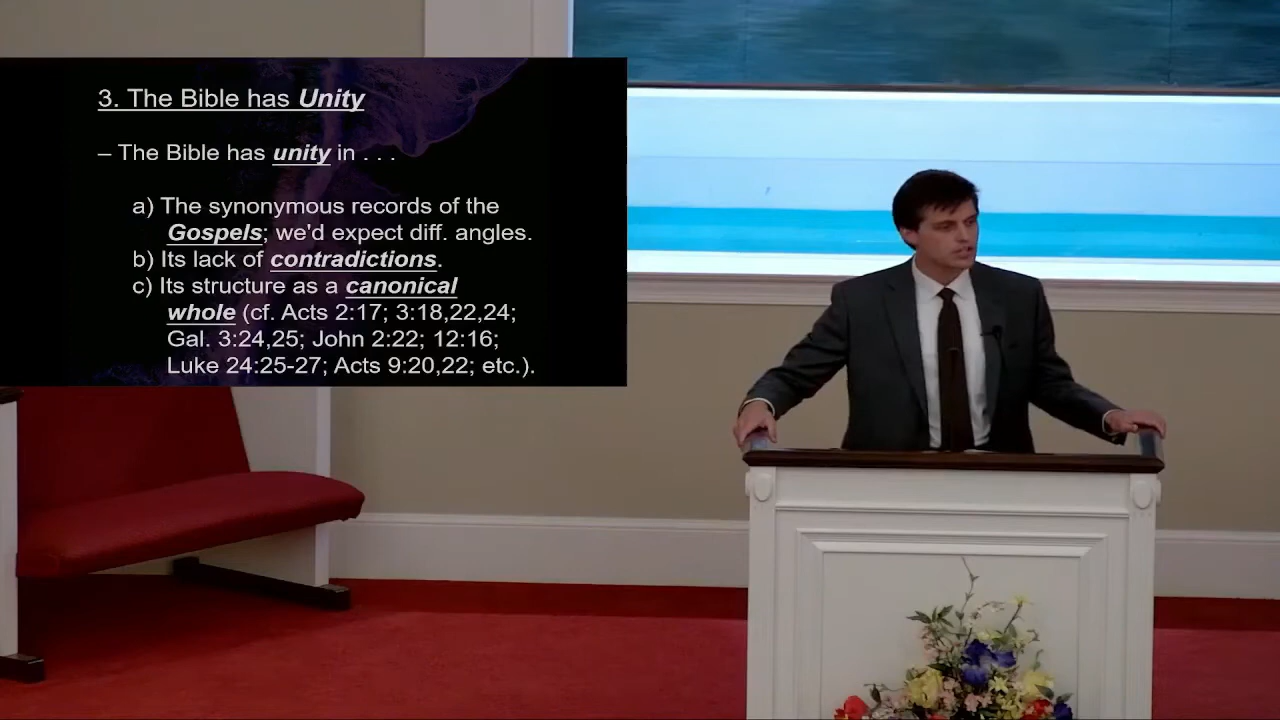 3. The Bible has Unity
– The Bible has unity in . . .
a) The synonymous records of the
Gospels; we'd expect diff. angles.
b) Its lack of contradictions.
c) Its structure as a canonical
whole (cf. Acts 2:17; 3:18,22,24;
Gal. 3:24,25; John 2:22; 12:16;
Luke 24:25-27; Acts 9:20,22; etc.).